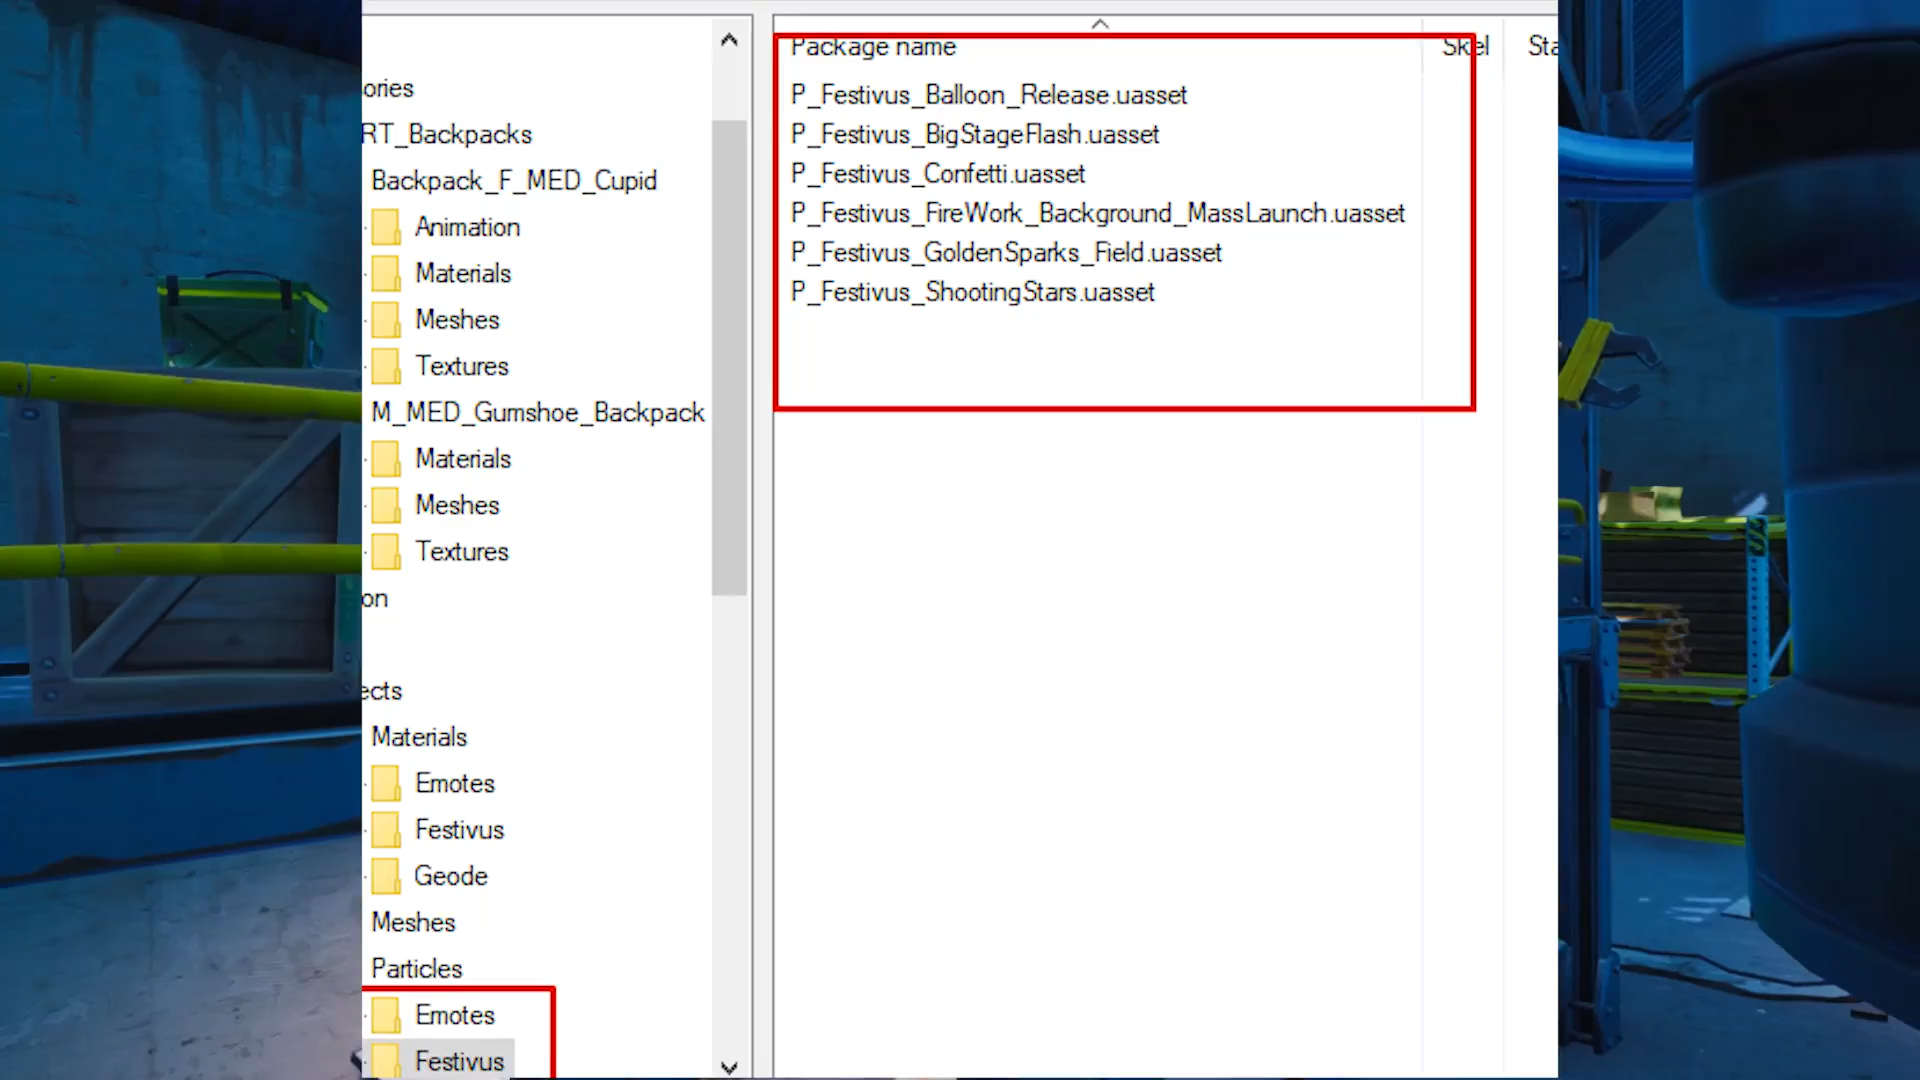 ories
RT_Backpacks
Backpack_F_MED_Cupid
Animation
Materials
Meshes
Textures
M_MED_Gumshoe_Backpack
Materials
Meshes
Textures
on
ects
Materials
Emotes
Festivus
Geode
Meshes
Particles
Emotes
Festivus
Package name Skel Sta
P_Festivus_Balloon_Release.uasset
P_Festivus_BigStageFlash.uasset
P_Festivus_Confetti.uasset
P_Festivus_FireWork_Background_MassLaunch.uasset
P_Festivus_GoldenSparks_Field.uasset
P_Festivus_ShootingStars.uasset